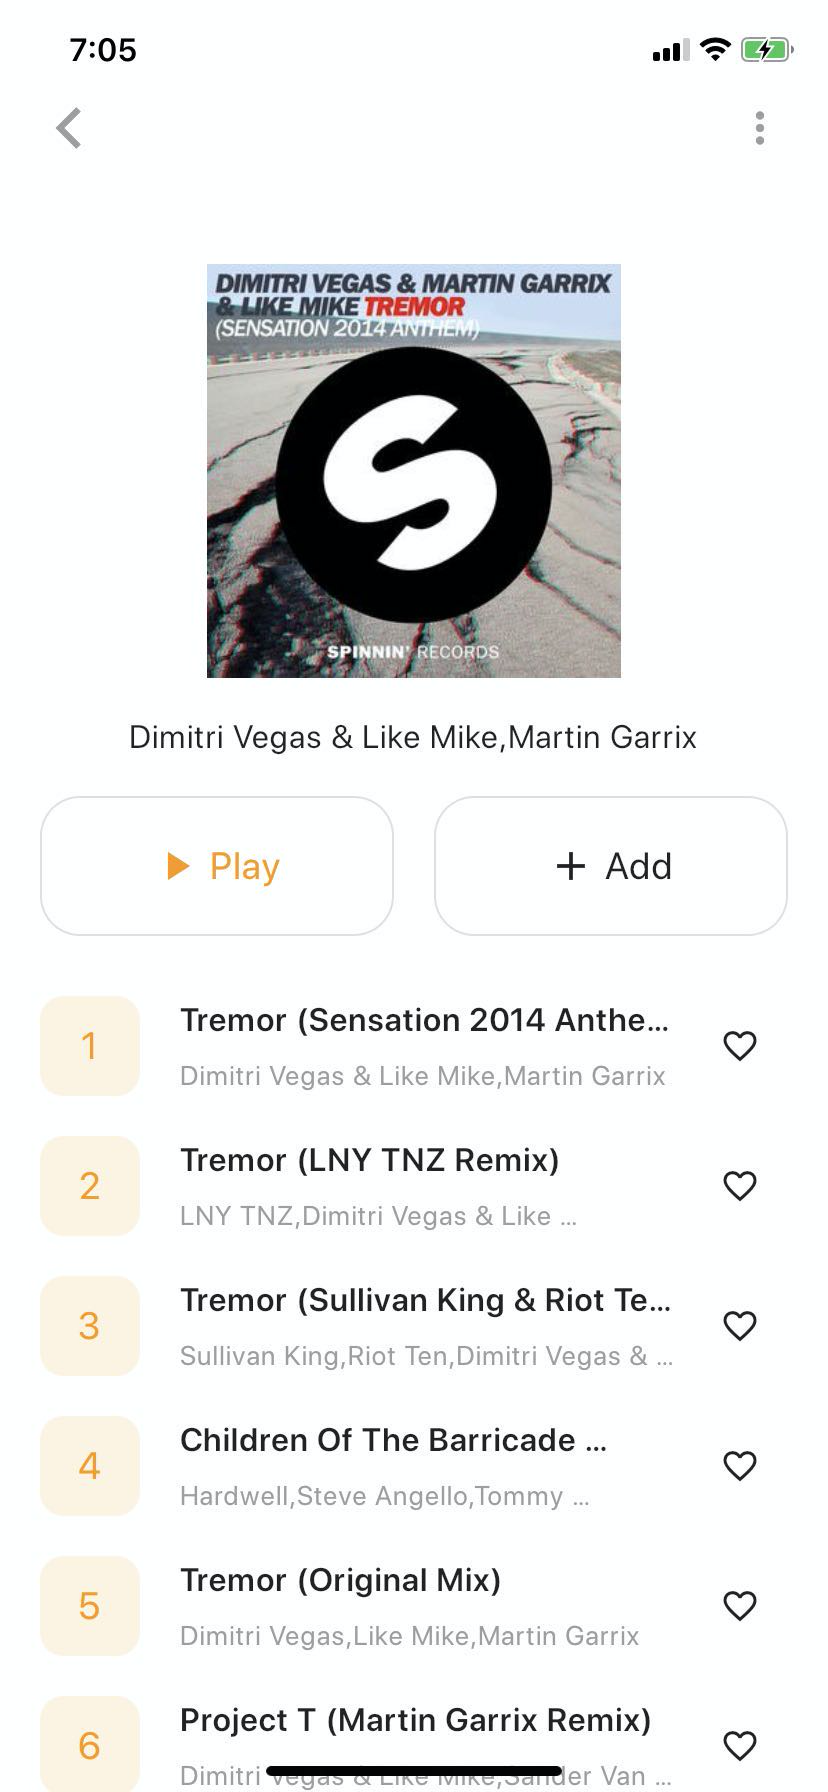 7:05
DIMITRI VEGAS & MARTIN GARRIX
& LIKE MIKE TREMOR
(SENSATION 2014 ANTHEM)
S
SPINNIN' RECORDS
Dimitri Vegas & Like Mike,Martin Garrix
Play
+ Add
1
Tremor (Sensation 2014 Anthe...
Dimitri Vegas & Like Mike,Martin Garrix
2
Tremor (LNY TNZ Remix)
LNY TNZ,Dimitri Vegas & Like ...
3
Tremor (Sullivan King & Riot Te...
Sullivan King,Riot Ten,Dimitri Vegas & ...
4
Children Of The Barricade ...
Hardwell,Steve Angello,Tommy ...
5
Tremor (Original Mix)
Dimitri Vegas,Like Mike,Martin Garrix
6
Project T (Martin Garrix Remix)
Dimitri Vegas & Like Mike,Sander Van ...